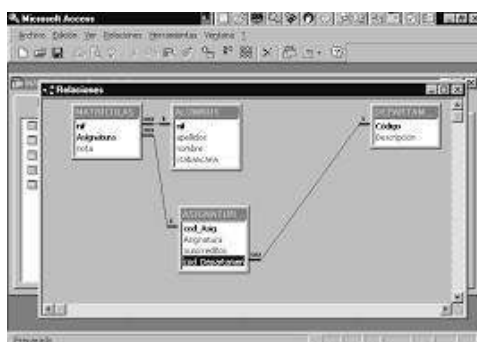 Microsoft Access
Archivo Edición Ver Relaciones Herramientas Ventana ?
Relaciones
MATRICULAS
nif
Asignatura
nota
ALUMNOS
nif
apellidos
nombre
DEPARTAM...
Código
Descripción
ASIGNATUR...
cod_Asig
Asignatura
cod_Departamen
Preparado